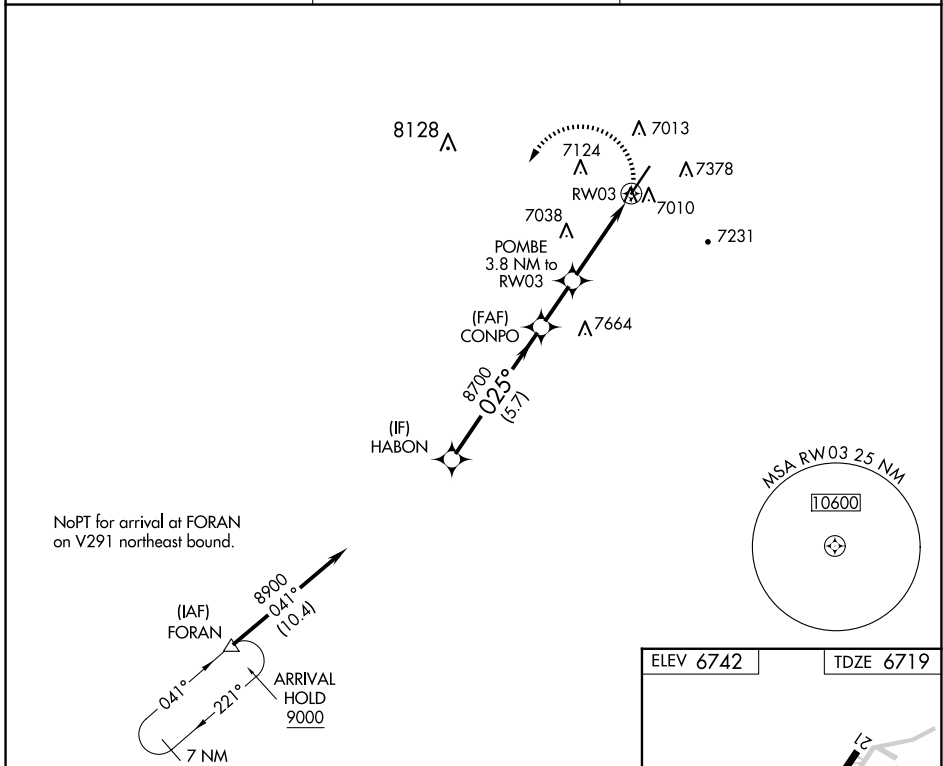 8128
7013
7124
7378
RW03
7010
7038
7231
POMBE
3.8 NM to
RW03
(FAF)
CONPO
7664
8700
025°
(5.7)
(IF)
HABON
MSA RW03 25 NM
10600
NoPT for arrival at FORAN
on V291 northeast bound.
8900
041°
(10.4)
(IAF)
FORAN
041°
221°
ARRIVAL
HOLD
9000
7 NM
ELEV 6742
TDZE 6719
21